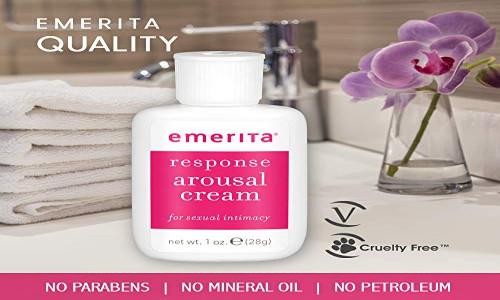 EMERITA
QUALITY
emerita®
response
arousal
cream
for sexual intimacy
net wt. 1 oz. ℮ (28g)
V
Cruelty Free™
NO PARABENS | NO MINERAL OIL | NO PETROLEUM